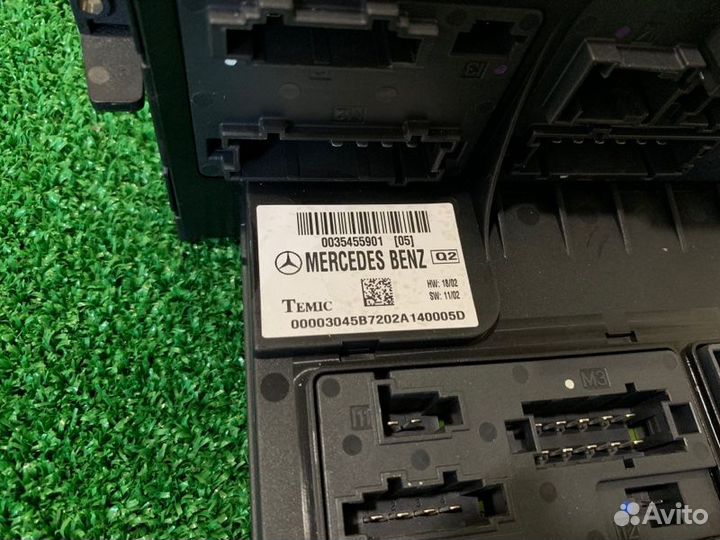 0035455901 [05]
MERCEDES BENZ Q2
HW: 18/02
SW: 11/02
TEMIC
00003045B7202A140005D
M3
Avito